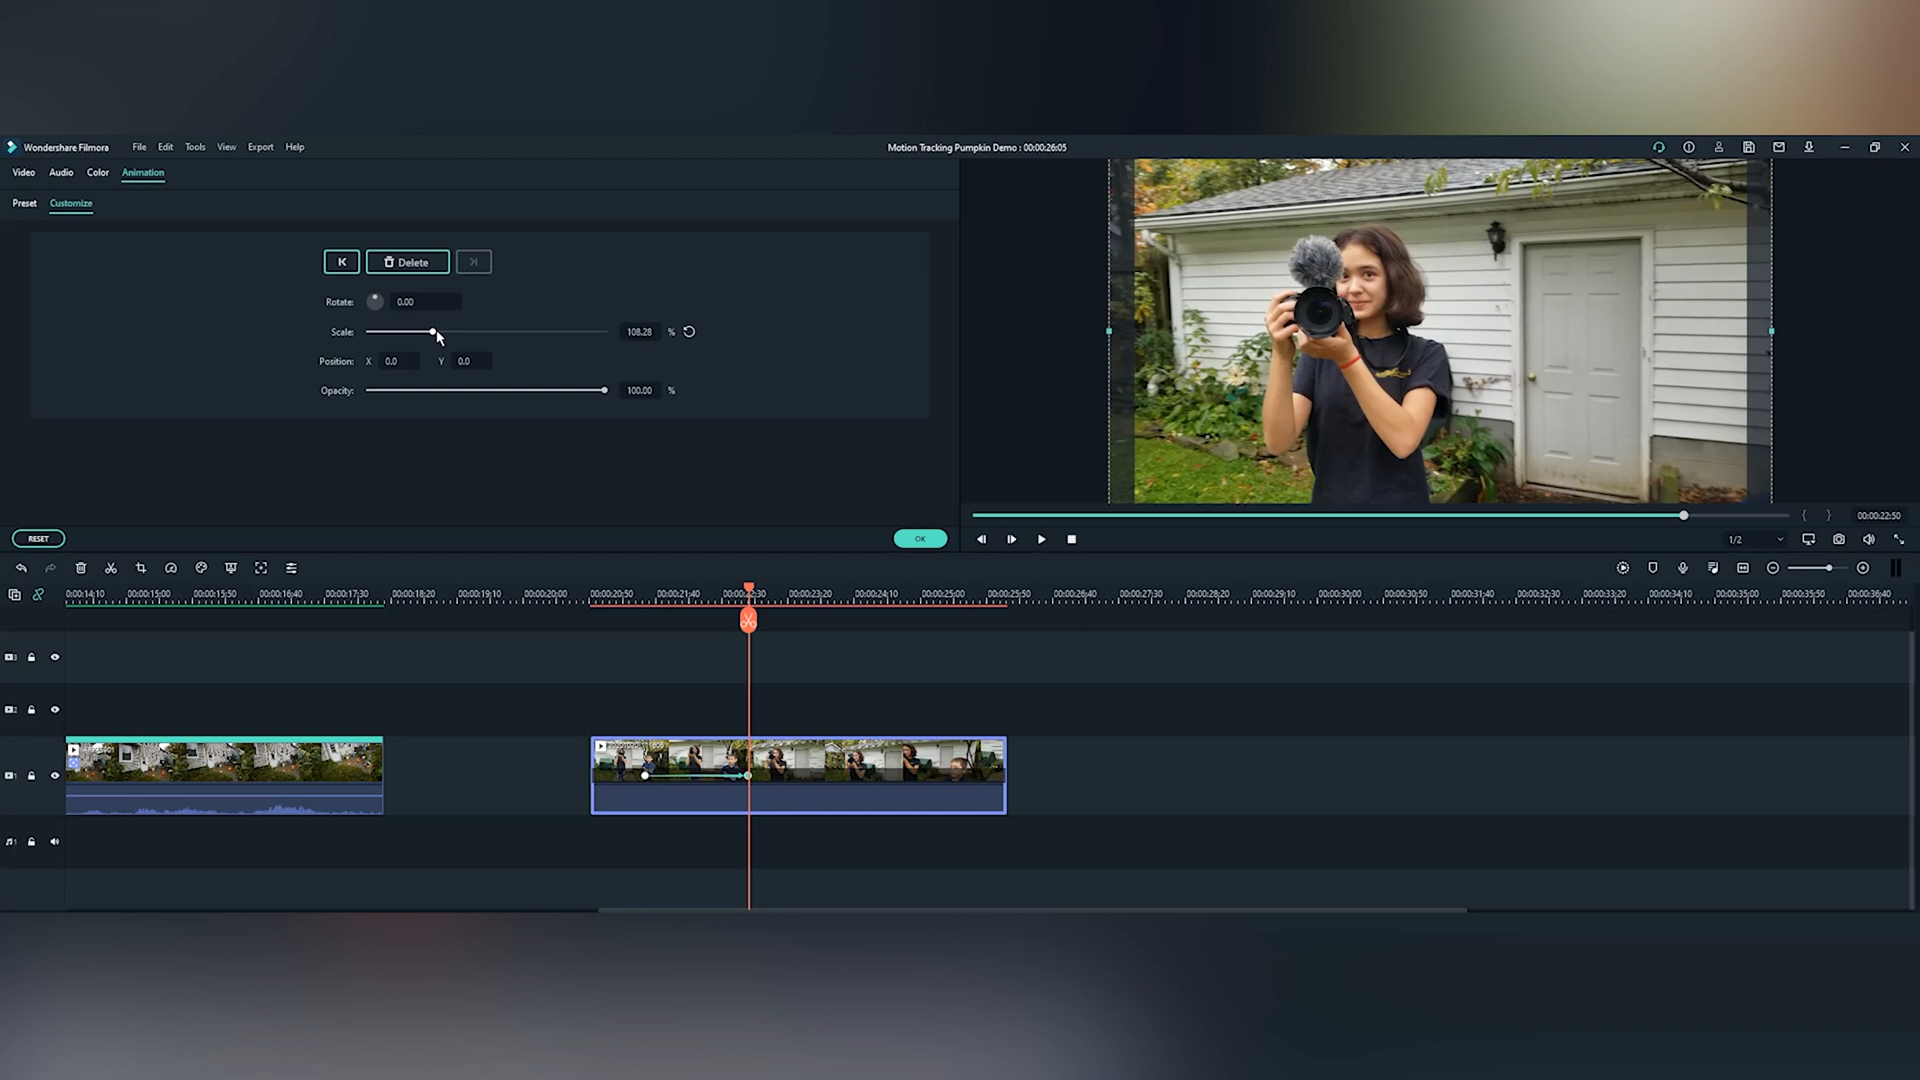 Wondershare Filmora File Edit Tools View Export Help Motion Tracking Pumpkin Demo : 00:00:26:05
Video Audio Color Animation
Preset Customize
Delete
Rotate: 0.00
Scale: 108.28 %
Position: X 0.0 Y 0.0
Opacity: 100.00 %
00:00:22:50
RESET OK
1/2
0:00:14:10 00:00:15:00 00:00:15:50 00:00:16:40 00:00:17:30 00:00:18:20 00:00:19:10 00:00:20:00 00:00:20:50 00:00:21:40 00:00:22:30 00:00:23:20 00:00:24:10 00:00:25:00 00:00:25:50 00:00:26:40 00:00:27:30 00:00:28:20 00:00:29:10 00:00:30:00 00:00:30:50 00:00:31:40 00:00:32:30 00:00:33:20 00:00:34:10 00:00:35:00 00:00:35:50 00:00:36:40
3
2
1
1